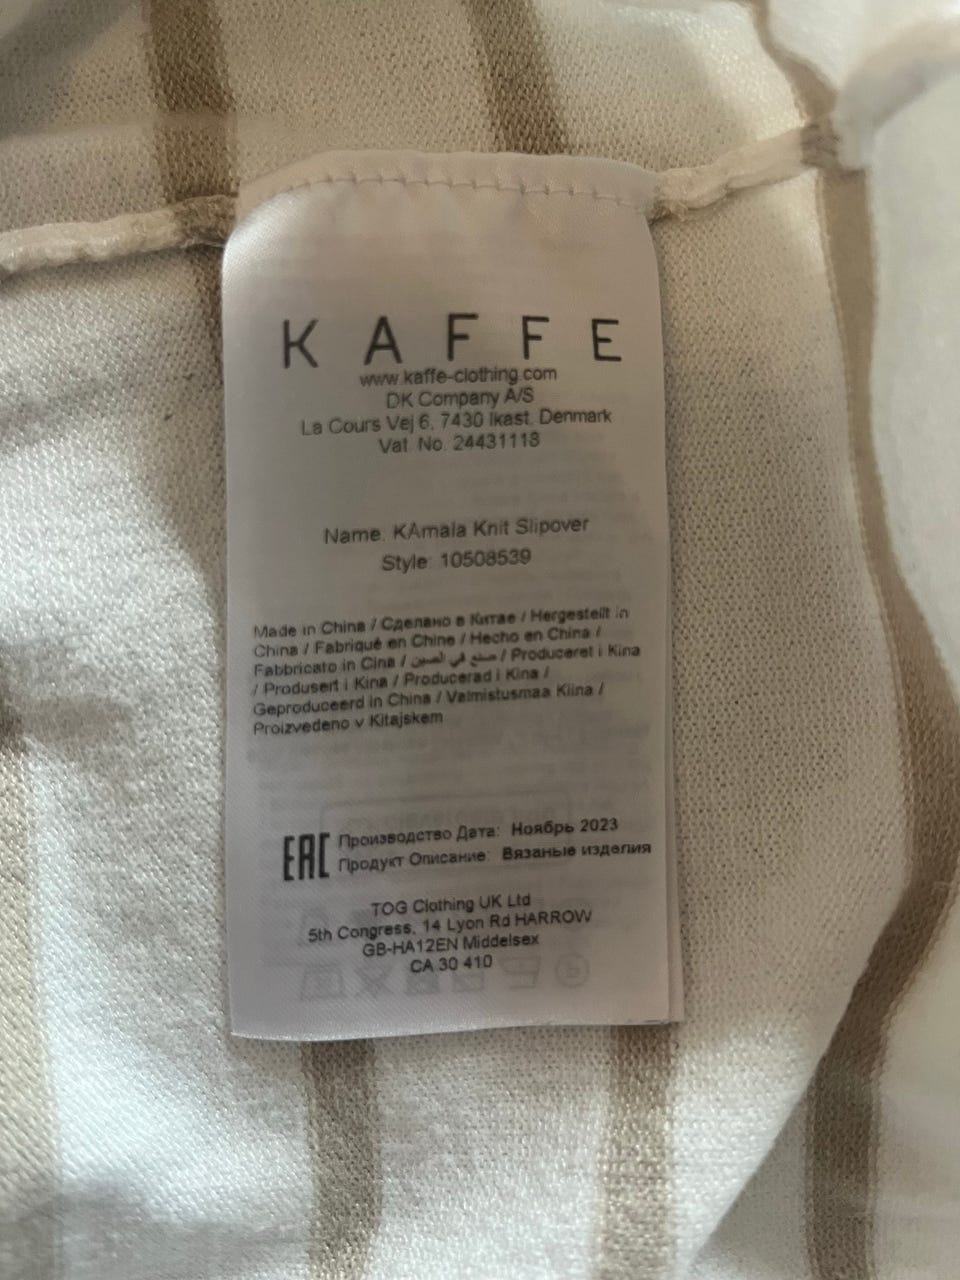 KAFFE
www.kaffe-clothing.com
DK Company A/S
La Cours Vej 6, 7430 Ikast, Denmark
Vat. No. 24431118
Name: KAmala Knit Slipover
Style: 10508539
Made in China / Сделано в Китае / Hergestellt in
China / Fabriqué en Chine / Hecho en China /
Fabbricato in Cina / صنع في الصين / Produceret i Kina
/ Produsert i Kina / Producerad i Kina /
Geproduceerd in China / Valmistusmaa Kiina /
Proizvedeno v Kitajskem
EAC Производство Дата: Ноябрь 2023
Продукт Описание: Вязаные изделия
TOG Clothing UK Ltd
5th Congress, 14 Lyon Rd HARROW
GB-HA12EN Middelsex
CA 30 410